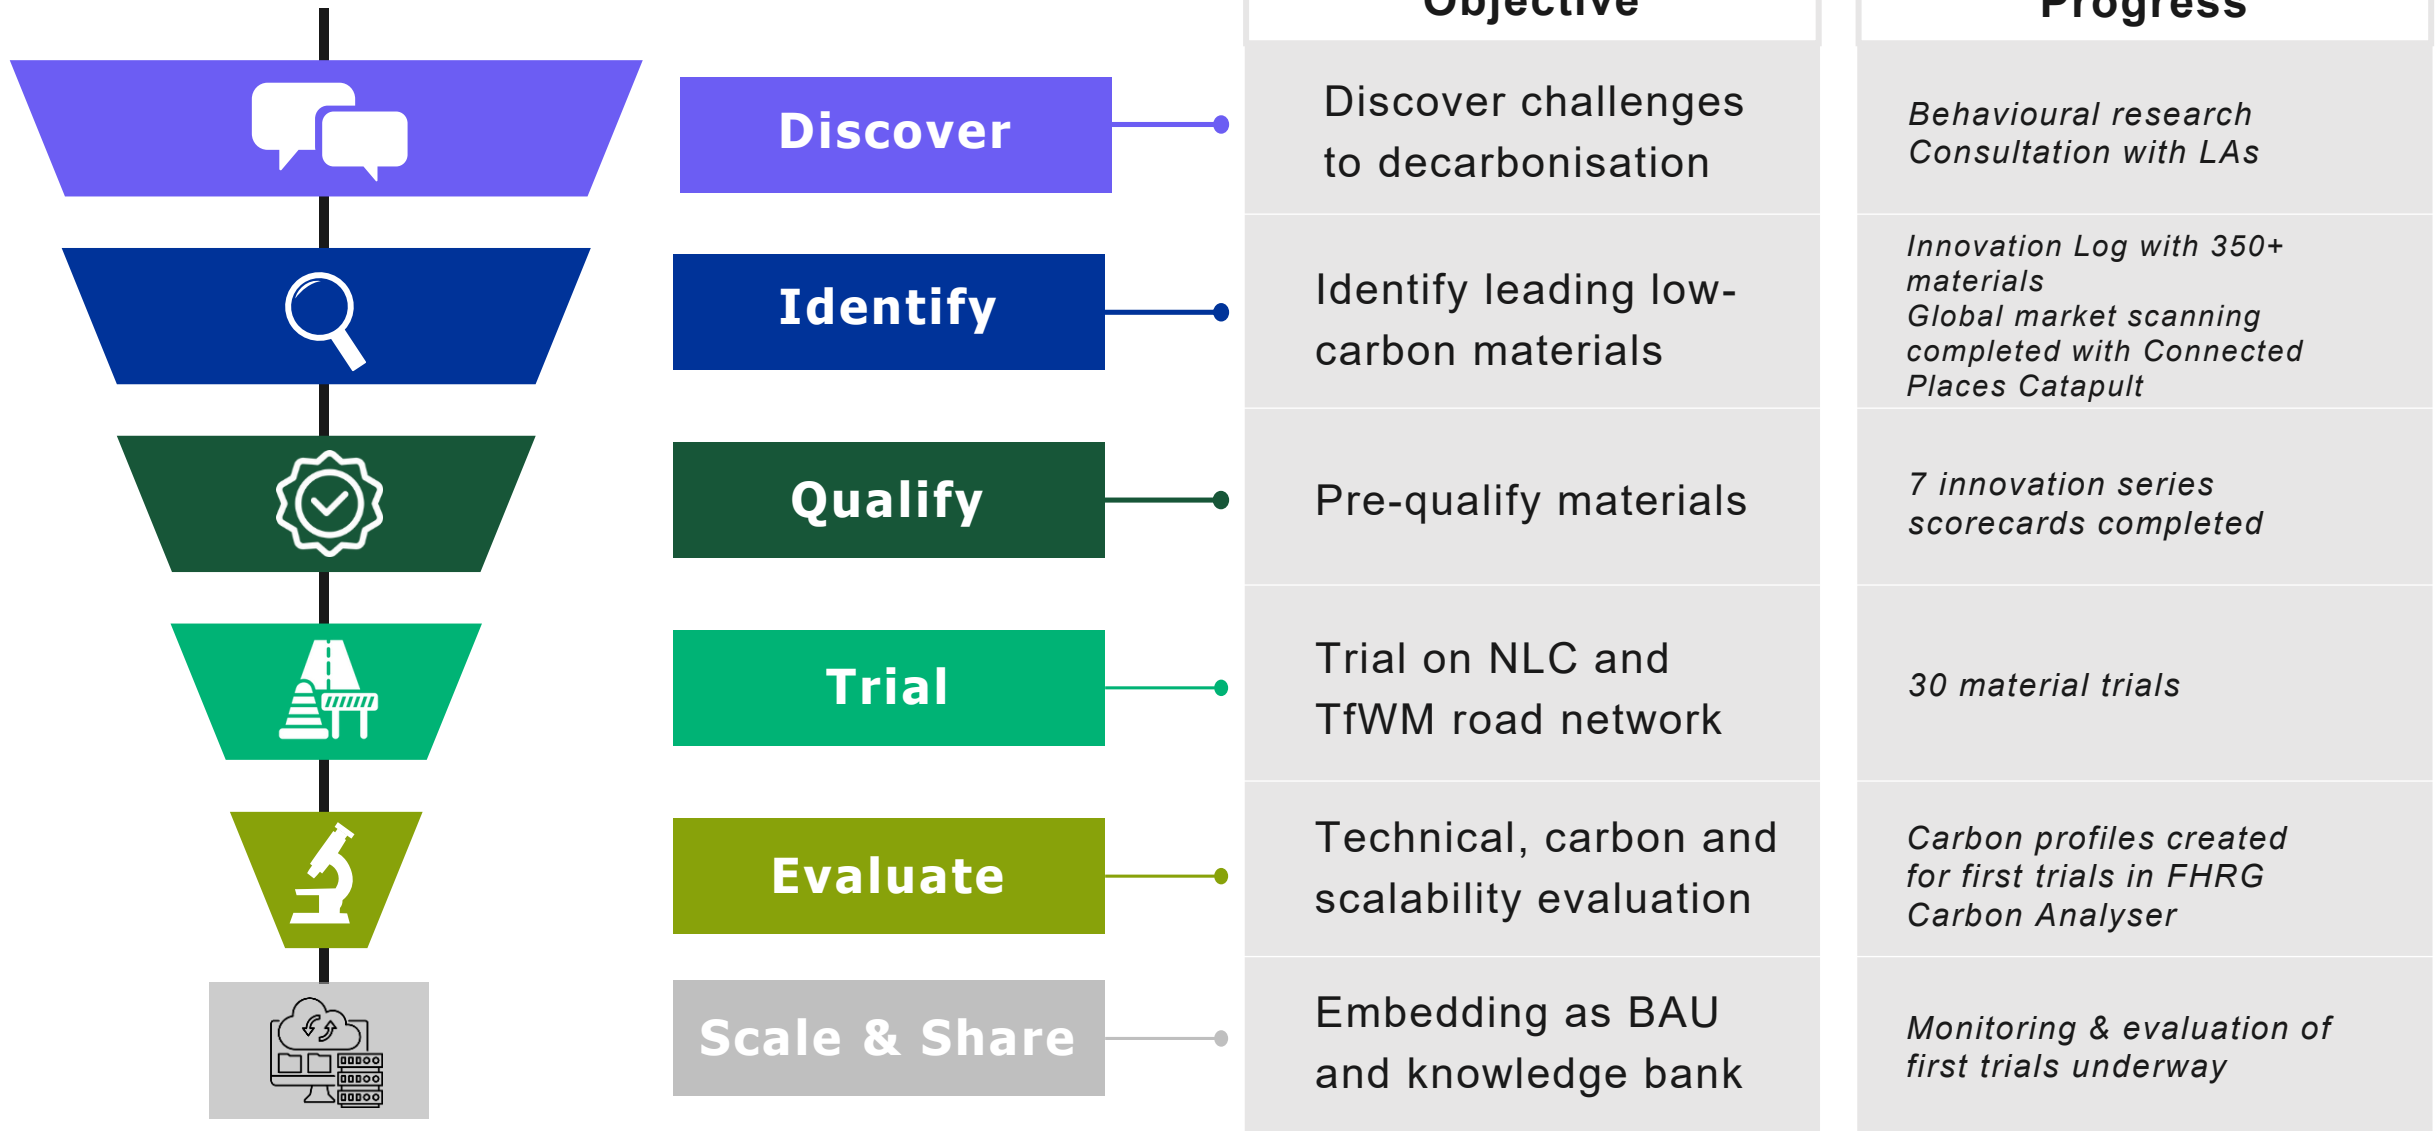 Objective
Progress
Discover
Discover challenges
to decarbonisation
Behavioural research
Consultation with LAs
Identify
Identify leading low-
carbon materials
Innovation Log with 350+
materials
Global market scanning
completed with Connected
Places Catapult
Qualify
Pre-qualify materials
7 innovation series
scorecards completed
Trial
Trial on NLC and
TfWM road network
30 material trials
Evaluate
Technical, carbon and
scalability evaluation
Carbon profiles created
for first trials in FHRG
Carbon Analyser
Scale & Share
Embedding as BAU
and knowledge bank
Monitoring & evaluation of
first trials underway